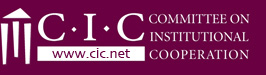 C·I·C
www.cic.net
COMMITTEE ON
INSTITUTIONAL
COOPERATION